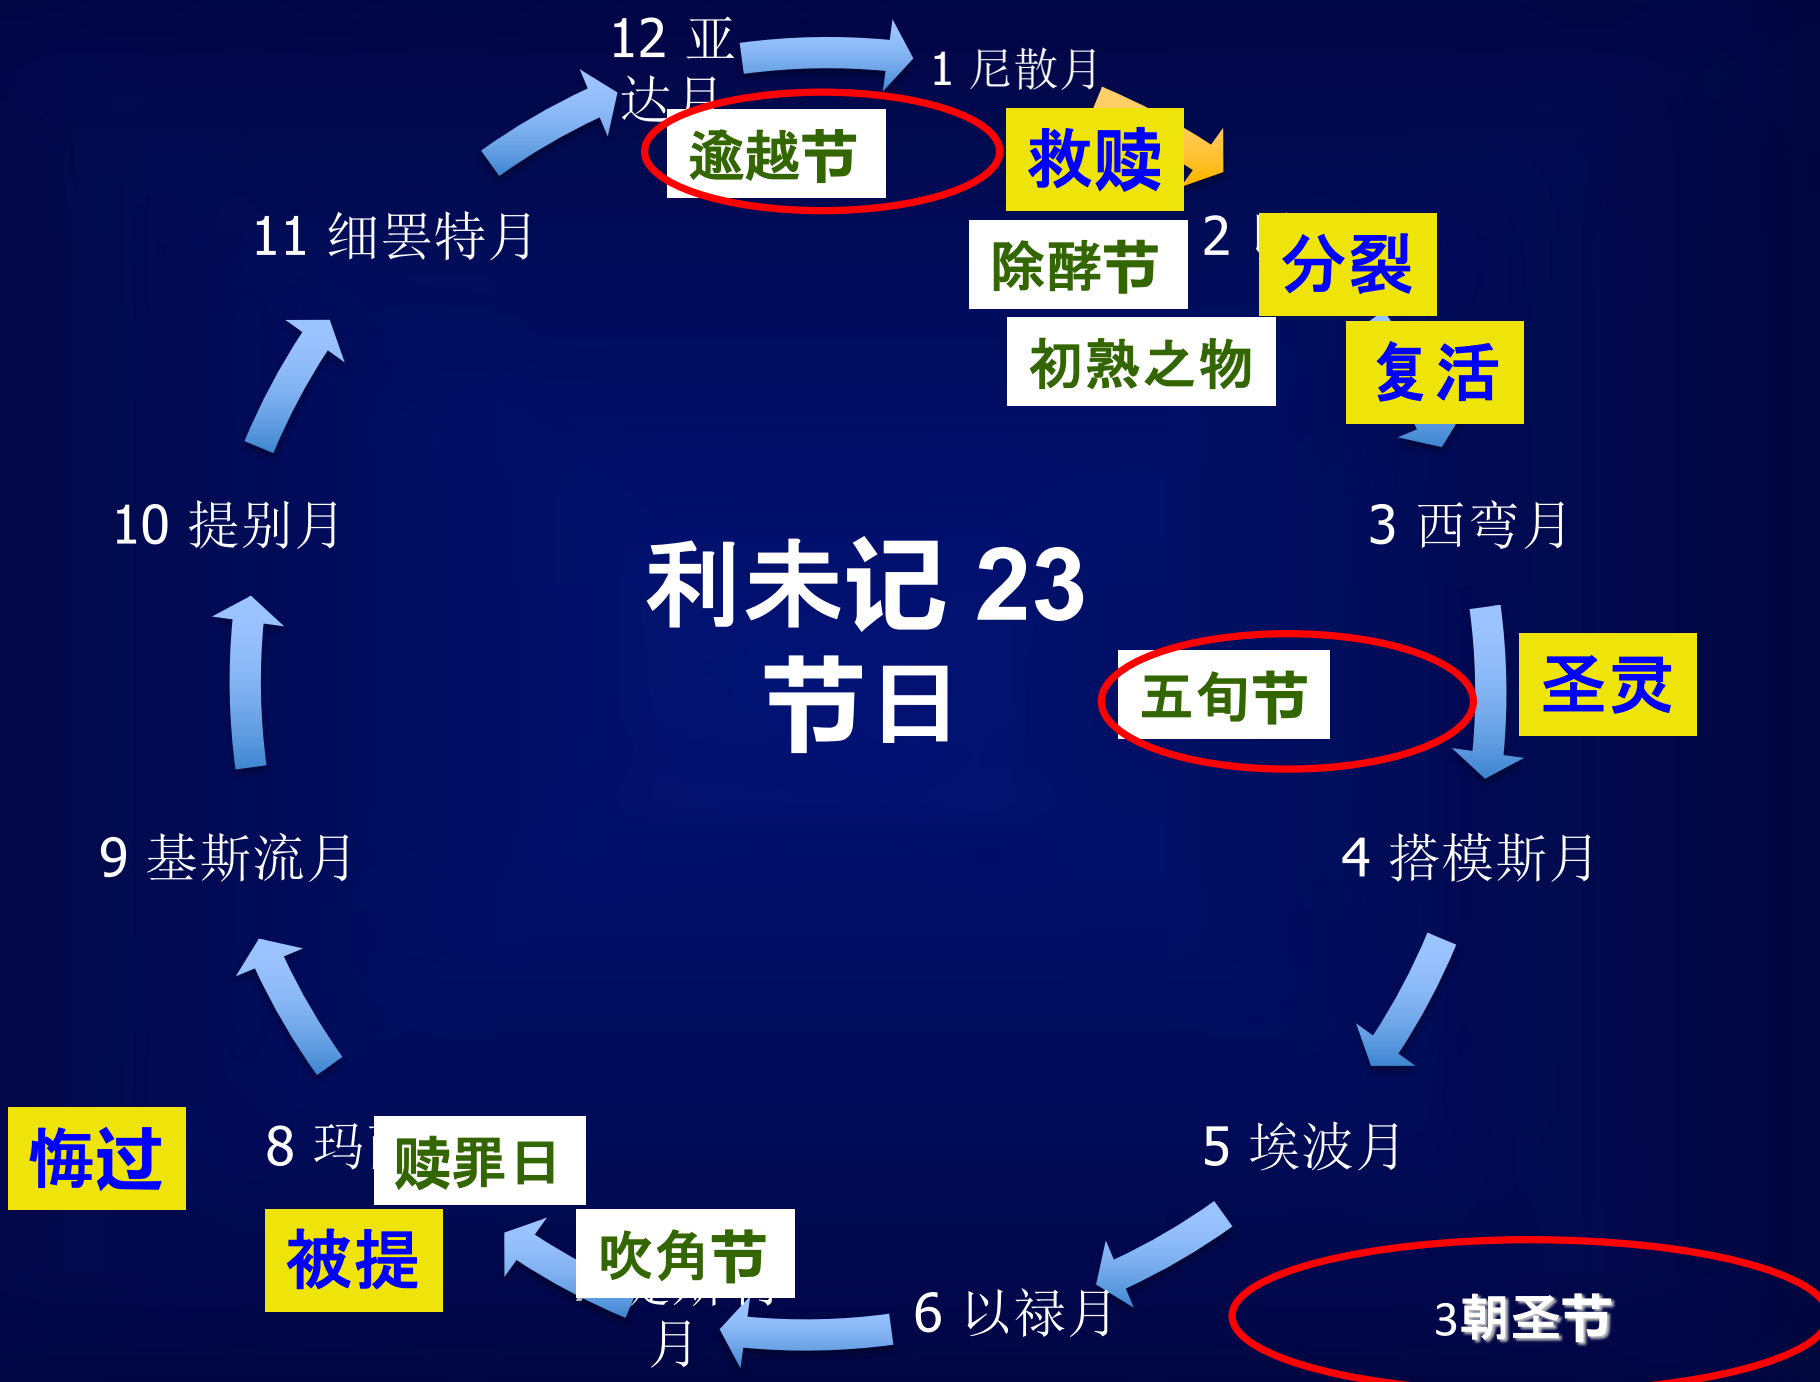 12 亚
达月
1 尼散月
逾越节
救赎
11 细罢特月
除酵节
2
分裂
初熟之物
复活
10 提别月
3 西弯月
利未记 23
节日
五旬节
圣灵
9 基斯流月
4 搭模斯月
悔过
8 玛
赎罪日
5 埃波月
被提
吹角节
6 以禄月
月
3朝圣节